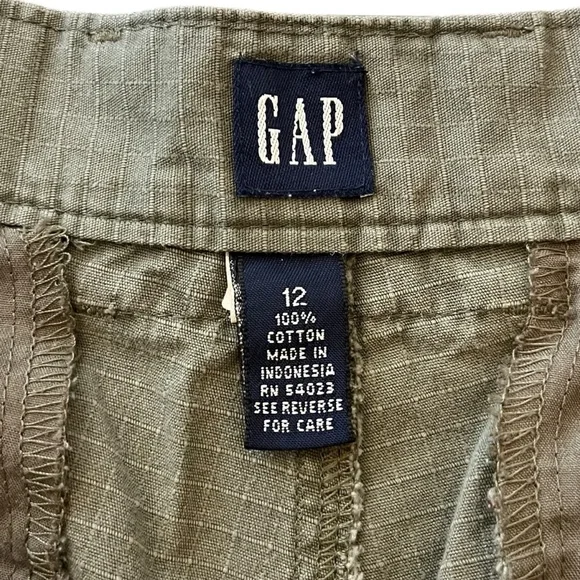 GAP
12
100%
COTTON
MADE IN
INDONESIA
RN 54023
SEE REVERSE
FOR CARE